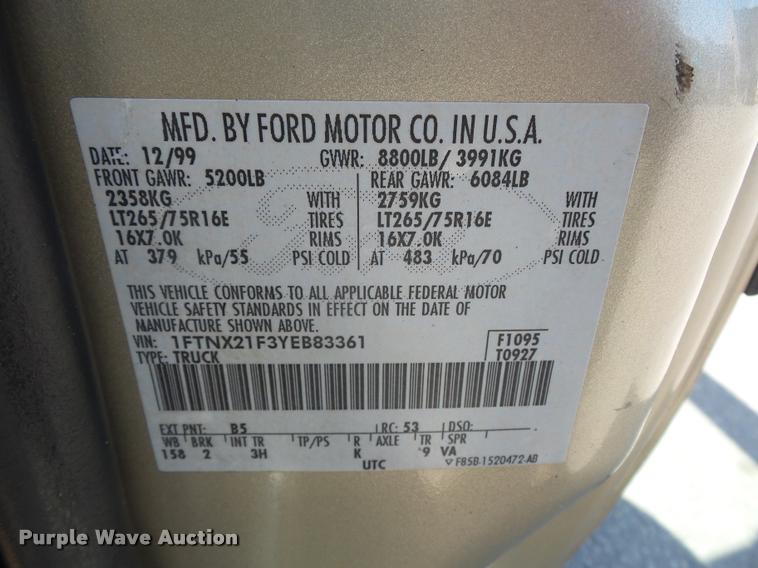 MFD. BY FORD MOTOR CO. IN U.S.A.
DATE: 12/99 GVWR: 8800LB/ 3991KG
FRONT GAWR: 5200LB REAR GAWR: 6084LB
2358KG WITH 2759KG WITH
LT265/75R16E TIRES LT265/75R16E TIRES
16X7.0K RIMS 16X7.0K RIMS
AT 379 kPa/55 PSI COLD AT 483 kPa/70 PSI COLD
THIS VEHICLE CONFORMS TO ALL APPLICABLE FEDERAL MOTOR
VEHICLE SAFETY STANDARDS IN EFFECT ON THE DATE OF
MANUFACTURE SHOWN ABOVE.
VIN: 1FTNX21F3YEB83361 F1095
TYPE: TRUCK T0927
EXT PNT: B5 RC: 53 DSO:
WB BRK INT TR TP/PS R AXLE TR SPR
158 2 3H K 9 VA
UTC ▽ F85B-1520472-AB
Purple Wave Auction